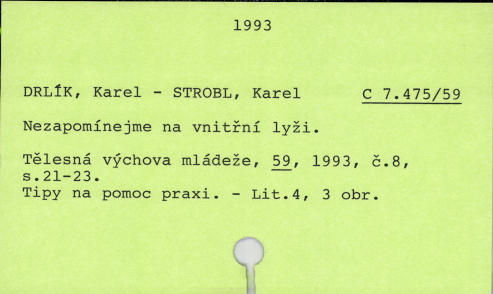 1993
DRLÍK, Karel - STROBL, Karel C 7.475/59
Nezapomínejme na vnitřní lyži.
Tělesná výchova mládeže, 59, 1993, č.8,
s.21-23.
Tipy na pomoc praxi. - Lit.4, 3 obr.